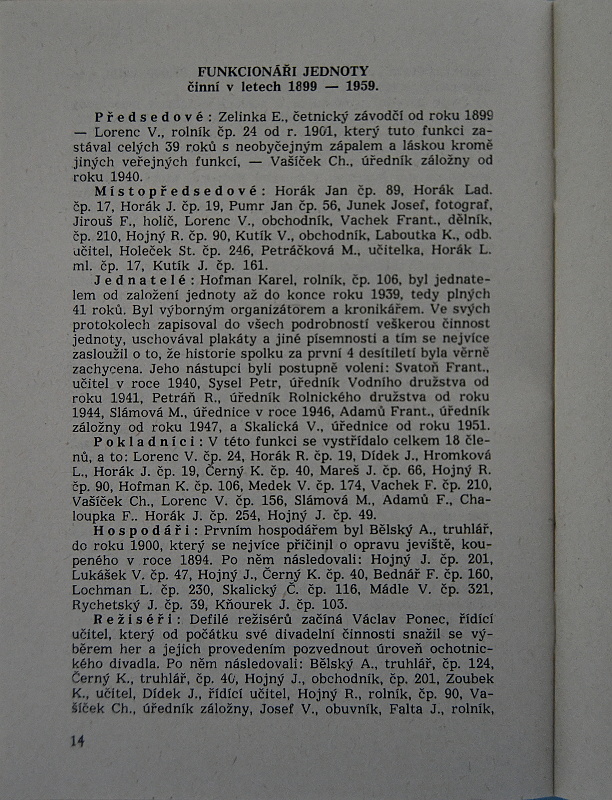 FUNKCIONÁŘI JEDNOTY
činní v letech 1899 — 1959.
Předsedové: Zelinka E., četnický závodčí od roku 1899
— Lorenc V., rolník čp. 24 od r. 1901, který tuto funkci za-
stával celých 39 roků s neobyčejným zápalem a láskou kromě
jiných veřejných funkcí, — Vašíček Ch., úředník záložny od
roku 1940.
Místopředsedové: Horák Jan čp. 89, Horák Lad.
čp. 17, Horák J. čp. 19, Pumr Jan čp. 56, Junek Josef, fotograf,
Jirouš F., holič, Lorenc V., obchodník, Vachek Frant., dělník,
čp. 210, Hojný R. čp. 90, Kutík V., obchodník, Laboutka K., odb.
učitel, Holeček St. čp. 246, Petráčková M., učitelka, Horák L.
ml. čp. 17, Kutík J. čp. 161.
Jednatelé: Hofman Karel, rolník, čp. 106, byl jednate-
lem od založení jednoty až do konce roku 1939, tedy plných
41 roků. Byl výborným organizátorem a kronikářem. Ve svých
protokolech zapisoval do všech podrobností veškerou činnost
jednoty, uschovával plakáty a jiné písemnosti a tím se nejvíce
zasloužil o to, že historie spolku za první 4 desítiletí byla věrně
zachycena. Jeho nástupci byli postupně voleni: Svatoň Frant.,
učitel v roce 1940, Sysel Petr, úředník Vodního družstva od
roku 1941, Petráň R., úředník Rolnického družstva od roku
1944, Slámová M., úřednice v roce 1946, Adamů Frant., úředník
záložny od roku 1947, a Skalická V., úřednice od roku 1951.
Pokladníci: V této funkci se vystřídalo celkem 18 čle-
nů, a to: Lorenc V. čp. 24, Horák R. čp. 19, Dídek J., Hromková
L., Horák J. čp. 19, Černý K. čp. 40, Mareš J. čp. 66, Hojný R.
čp. 90, Hofman K. čp. 106, Medek V. čp. 174, Vachek F. čp. 210,
Vašíček Ch., Lorenc V. čp. 156, Slámová M., Adamů F., Cha-
loupka F.. Horák J. čp. 254, Hojný J. čp. 49.
Hospodáři: Prvním hospodářem byl Bělský A., truhlář,
do roku 1900, který se nejvíce přičinil o opravu jeviště, kou-
peného v roce 1894. Po něm následovali: Hojný J. čp. 201,
Lukášek V. čp. 47, Hojný J., Černý K. čp. 40, Bednář F. čp. 160,
Lochman L. čp. 230, Skalický Č. čp. 116, Mádle V. čp. 321,
Rychetský J. čp. 39, Kňourek J. čp. 103.
Režiséři: Defilé režisérů začíná Václav Ponec, řídící
učitel, který od počátku své divadelní činnosti snažil se vý-
běrem her a jejich provedením pozvednout úroveň ochotnic-
kého divadla. Po něm následovali: Bělský A., truhlář, čp. 124,
Černý K., truhlář, čp. 40, Hojný J., obchodník, čp. 201, Zoubek
K., učitel, Dídek J., řídící učitel, Hojný R., rolník, čp. 90, Va-
šíček Ch., úředník záložny, Josef V., obuvník, Falta J., rolník,
14